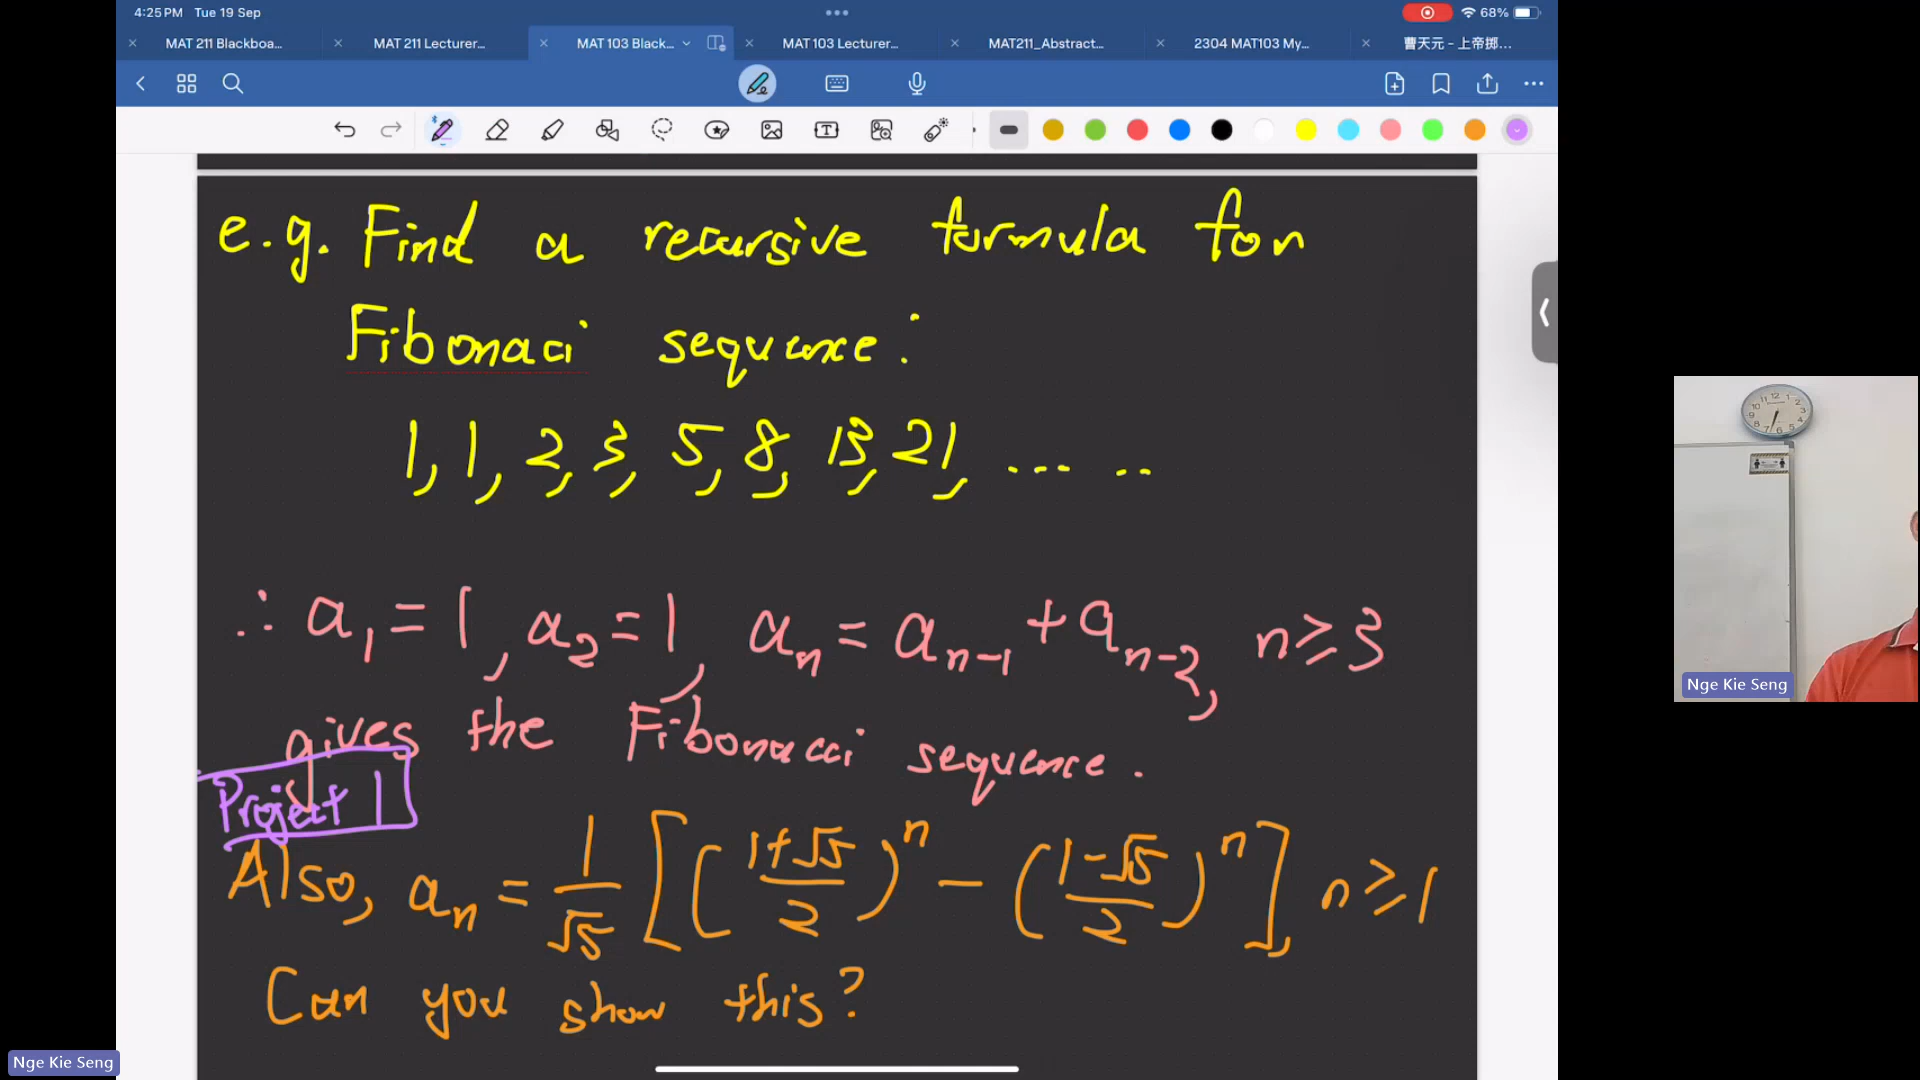 4:25 PM Tue 19 Sep
68%
MAT 211 Blackboa...
MAT 211 Lecturer...
MAT 103 Black...
MAT 103 Lecturer...
MAT211_Abstract...
2304 MAT103 My...
曹天元 - 上帝掷...
e.g. Find a recursive formula for
Fibonaci sequence:
1, 1, 2, 3, 5, 8, 13, 21, ... ..
∴ a₁ = 1, a₂ = 1, aₙ = aₙ₋₁ + aₙ₋₂, n ≥ 3
gives the Fibonacci sequence.
Project 1
Also, aₙ = 1/√5 [((1+√5)/2)ⁿ − ((1−√5)/2)ⁿ], n ≥ 1
Can you show this?
Nge Kie Seng
Nge Kie Seng